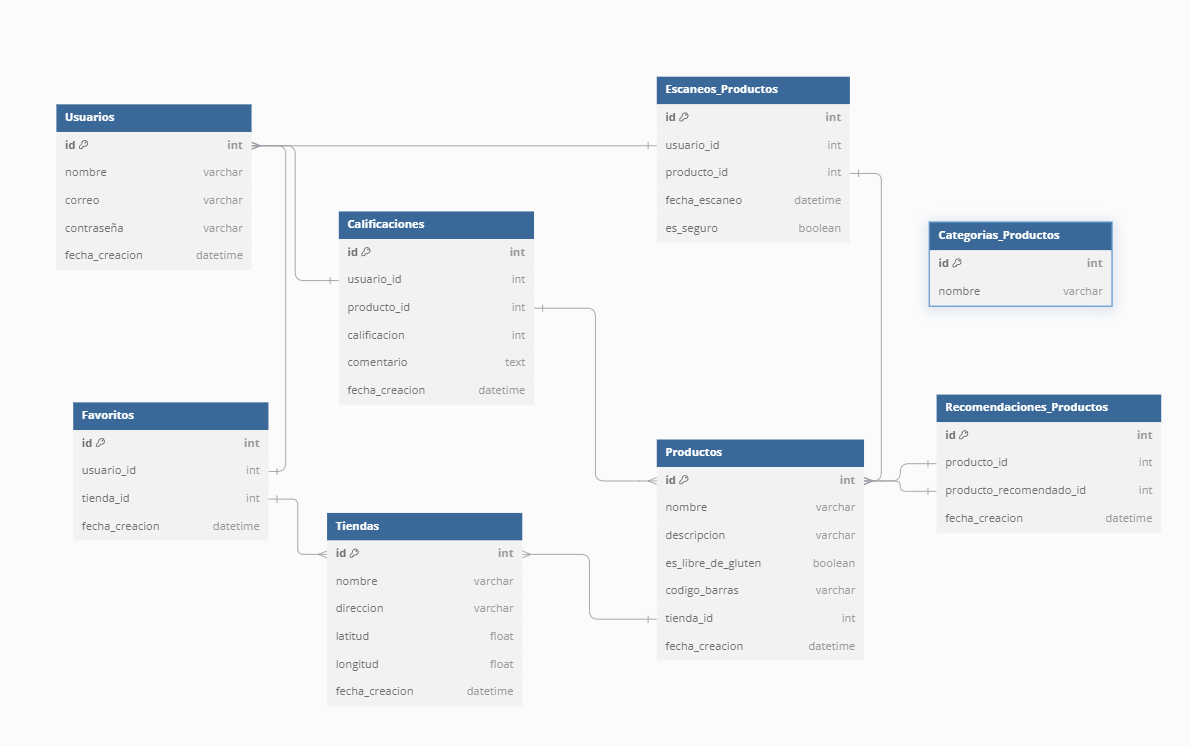 Usuarios
id int
nombre varchar
correo varchar
contraseña varchar
fecha_creacion datetime
Escaneos_Productos
id int
usuario_id int
producto_id int
fecha_escaneo datetime
es_seguro boolean
Calificaciones
id int
usuario_id int
producto_id int
calificacion int
comentario text
fecha_creacion datetime
Categorias_Productos
id int
nombre varchar
Favoritos
id int
usuario_id int
tienda_id int
fecha_creacion datetime
Tiendas
id int
nombre varchar
direccion varchar
latitud float
longitud float
fecha_creacion datetime
Productos
id int
nombre varchar
descripcion varchar
es_libre_de_gluten boolean
codigo_barras varchar
tienda_id int
fecha_creacion datetime
Recomendaciones_Productos
id int
producto_id int
producto_recomendado_id int
fecha_creacion datetime